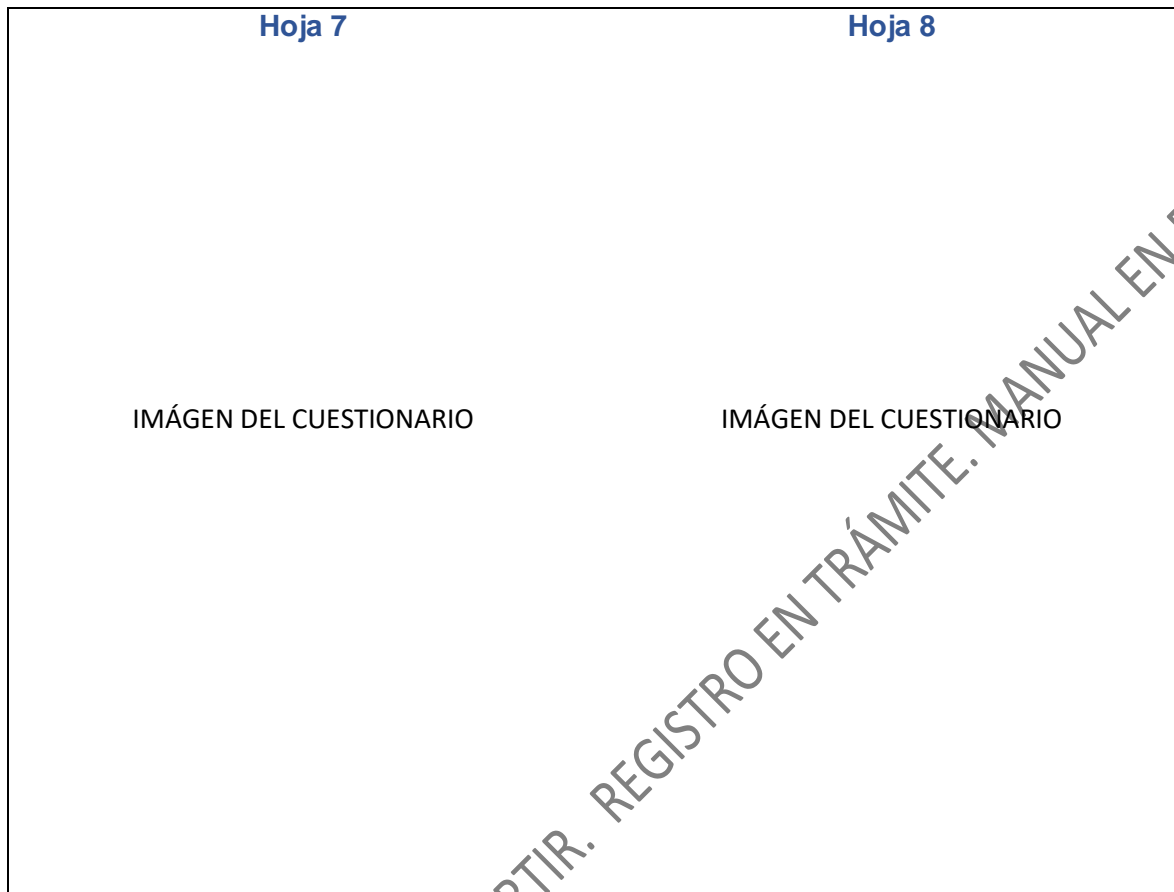 Hoja 7
Hoja 8
IMÁGEN DEL CUESTIONARIO
IMÁGEN DEL CUESTIONARIO
REGISTRO EN TRÁMITE. MANUAL EN